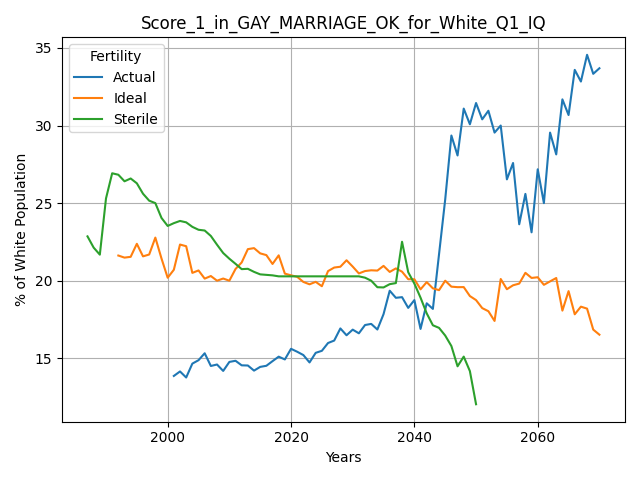 Score_1_in_GAY_MARRIAGE_OK_for_White_Q1_IQ
% of White Population
35
30
25
20
15
Fertility
Actual
Ideal
Sterile
2000
2020
2040
2060
Years